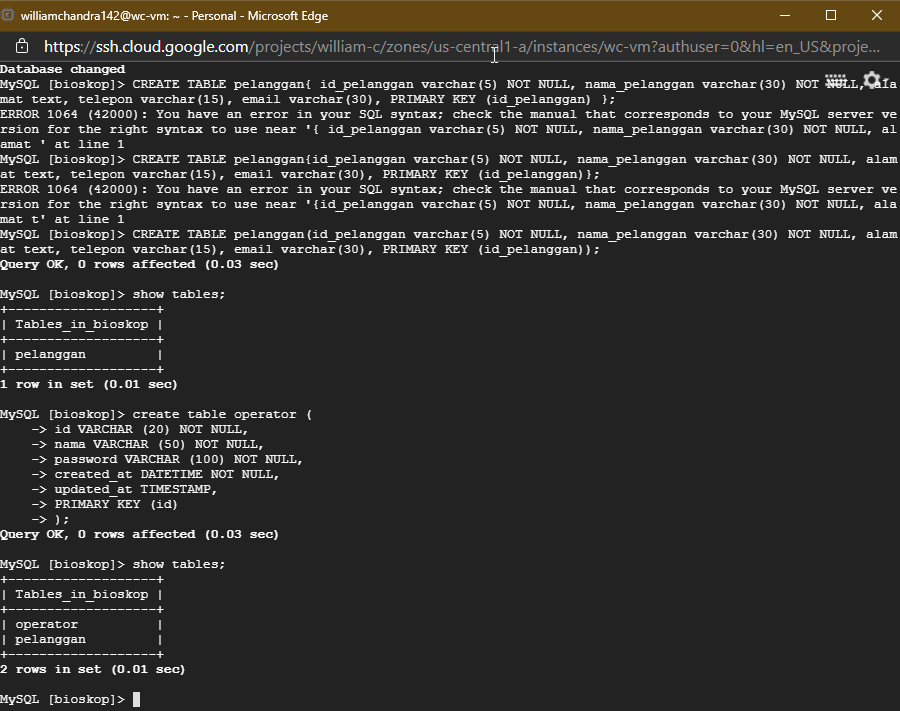 williamchandra142@wc-vm: ~ - Personal - Microsoft Edge
https://ssh.cloud.google.com/projects/william-c/zones/us-central1-a/instances/wc-vm?authuser=0&hl=en_US&proje...
Database changed
MySQL [bioskop]> CREATE TABLE pelanggan{ id_pelanggan varchar(5) NOT NULL, nama_pelanggan varchar(30) NOT NULL, ala
mat text, telepon varchar(15), email varchar(30), PRIMARY KEY (id_pelanggan) };
ERROR 1064 (42000): You have an error in your SQL syntax; check the manual that corresponds to your MySQL server ve
rsion for the right syntax to use near '{ id_pelanggan varchar(5) NOT NULL, nama_pelanggan varchar(30) NOT NULL, al
amat ' at line 1
MySQL [bioskop]> CREATE TABLE pelanggan{id_pelanggan varchar(5) NOT NULL, nama_pelanggan varchar(30) NOT NULL, alam
at text, telepon varchar(15), email varchar(30), PRIMARY KEY (id_pelanggan)};
ERROR 1064 (42000): You have an error in your SQL syntax; check the manual that corresponds to your MySQL server ve
rsion for the right syntax to use near '{id_pelanggan varchar(5) NOT NULL, nama_pelanggan varchar(30) NOT NULL, ala
mat t' at line 1
MySQL [bioskop]> CREATE TABLE pelanggan(id_pelanggan varchar(5) NOT NULL, nama_pelanggan varchar(30) NOT NULL, alam
at text, telepon varchar(15), email varchar(30), PRIMARY KEY (id_pelanggan));
Query OK, 0 rows affected (0.03 sec)
MySQL [bioskop]> show tables;
+-------------------+
| Tables_in_bioskop |
+-------------------+
| pelanggan         |
+-------------------+
1 row in set (0.01 sec)
MySQL [bioskop]> create table operator (
    -> id VARCHAR (20) NOT NULL,
    -> nama VARCHAR (50) NOT NULL,
    -> password VARCHAR (100) NOT NULL,
    -> created_at DATETIME NOT NULL,
    -> updated_at TIMESTAMP,
    -> PRIMARY KEY (id)
    -> );
Query OK, 0 rows affected (0.03 sec)
MySQL [bioskop]> show tables;
+-------------------+
| Tables_in_bioskop |
+-------------------+
| operator          |
| pelanggan         |
+-------------------+
2 rows in set (0.01 sec)
MySQL [bioskop]>